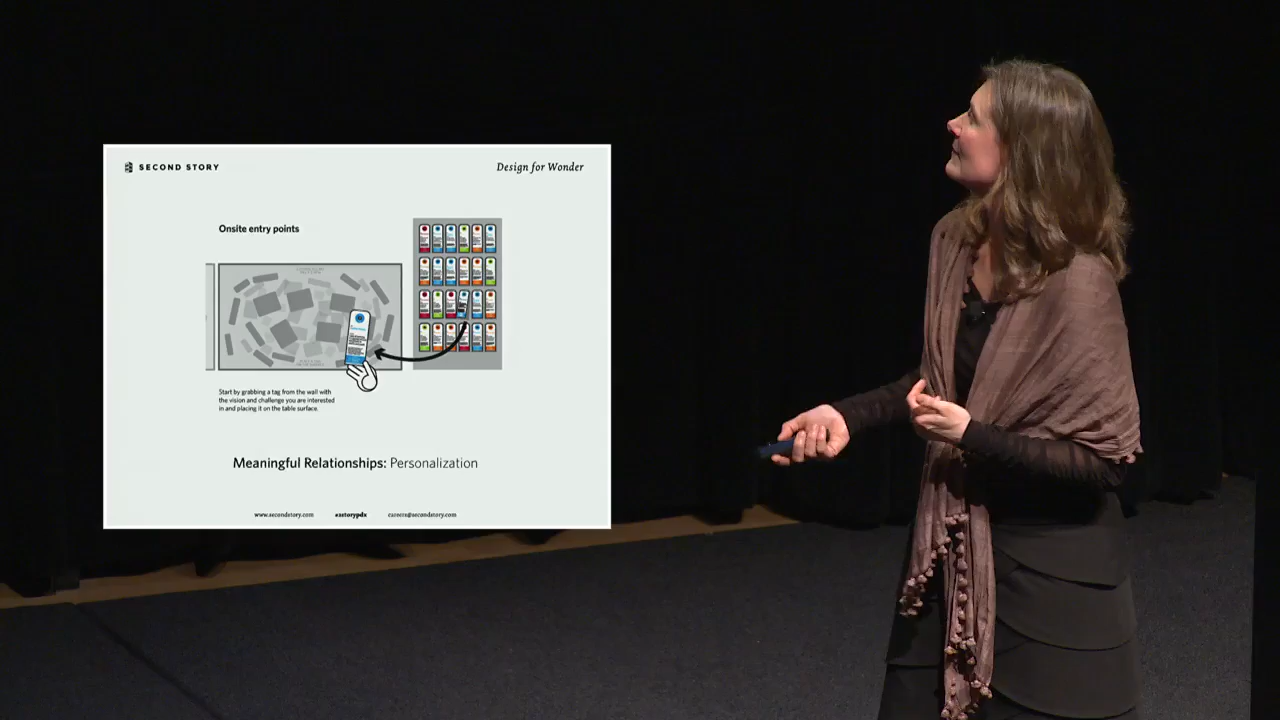 SECOND STORY
Design for Wonder
Onsite entry points
Start by grabbing a tag from the wall with
the vision and challenge you are interested
in and placing it on the table surface.
Meaningful Relationships: Personalization
www.secondstory.com
careers@secondstory.com